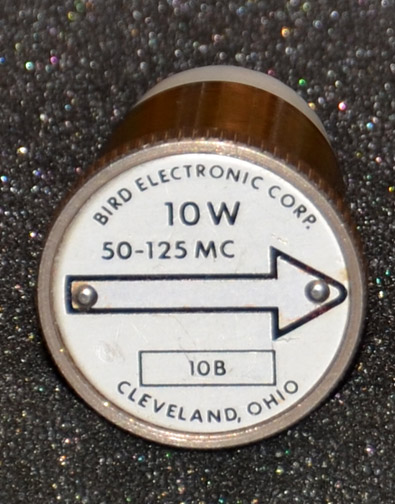 BIRD ELECTRONIC CORP.
10W
50-125 MC
10B
CLEVELAND, OHIO